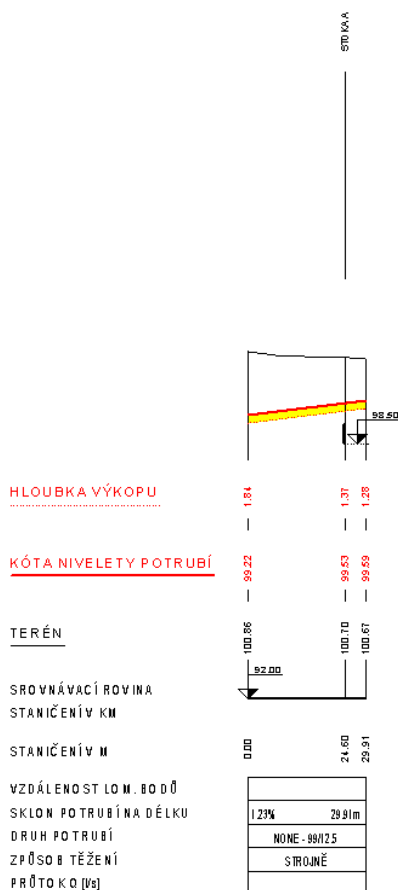 STOKA A
98.50
HLOUBKA VÝKOPU 1.84 1.37 1.28
KÓTA NIVELETY POTRUBÍ 99.22 99.53 99.59
TERÉN 100.86 100.70 100.67
92.00
SROVNÁVACÍ ROVINA
STANIČENÍ V KM
STANIČENÍ V M 0.00 24.60 29.91
VZDÁLENOST LOM. BODŮ
SKLON POTRUBÍ NA DÉLKU 1.23% 29.91m
DRUH POTRUBÍ NONE - 99/12.5
ZPŮSOB TĚŽENÍ STROJNĚ
PRŮTOK Q [l/s]